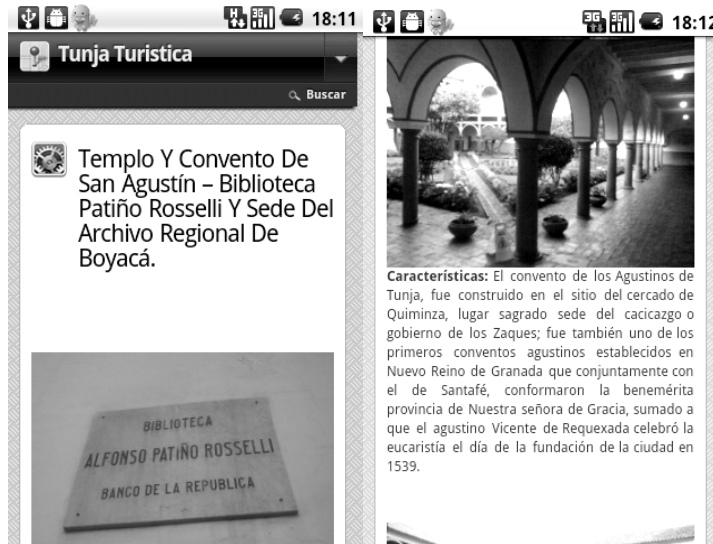 18:11
Tunja Turistica
Buscar
Templo Y Convento De
San Agustín – Biblioteca
Patiño Rosselli Y Sede Del
Archivo Regional De
Boyacá.
BIBLIOTECA
ALFONSO PATIÑO ROSSELLI
BANCO DE LA REPUBLICA
3G 18:12
Características: El convento de los Agustinos de
Tunja, fue construido en el sitio del cercado de
Quiminza, lugar sagrado sede del cacicazgo o
gobierno de los Zaques; fue también uno de los
primeros conventos agustinos establecidos en
Nuevo Reino de Granada que conjuntamente con
el de Santafé, conformaron la benemérita
provincia de Nuestra señora de Gracia, sumado a
que el agustino Vicente de Requexada celebró la
eucaristía el día de la fundación de la ciudad en
1539.